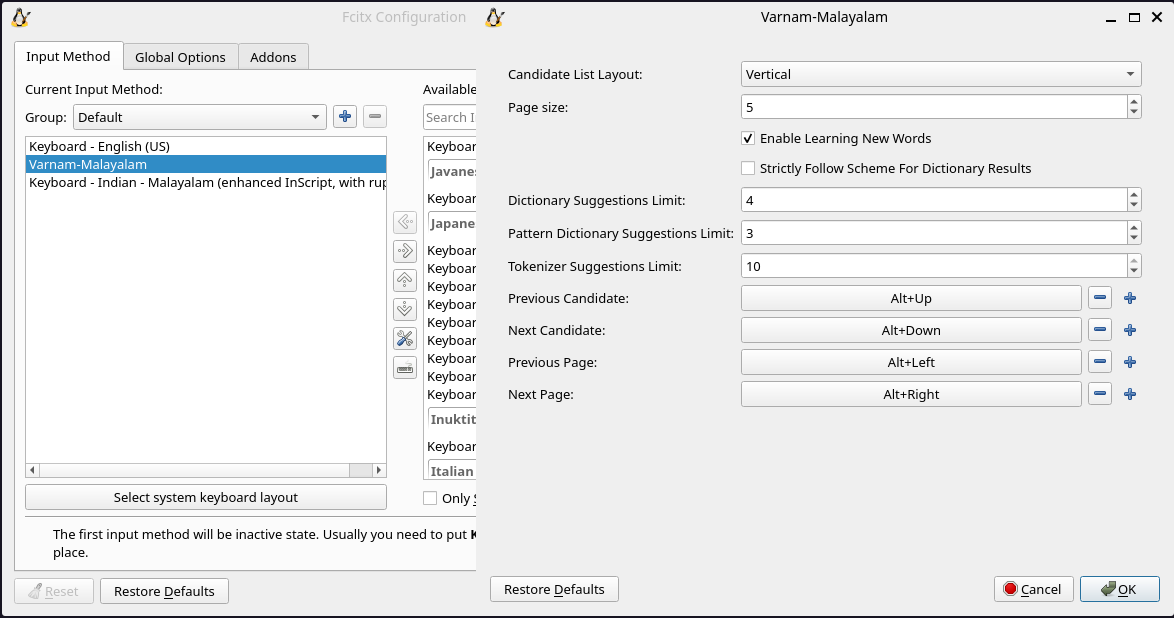 Fcitx Configuration
Input Method
Global Options
Addons
Current Input Method:
Group:
Default
Keyboard - English (US)
Varnam-Malayalam
Keyboard - Indian - Malayalam (enhanced InScript, with rup
Select system keyboard layout
Available
Search I
Keyboar
Javane
Keyboar
Japane
Keyboar
Keyboar
Keyboar
Keyboar
Keyboar
Keyboar
Keyboar
Keyboar
Keyboar
Inuktit
Keyboar
Italian
Only S
The first input method will be inactive state. Usually you need to put K
place.
Reset
Restore Defaults
Varnam-Malayalam
Candidate List Layout:
Vertical
Page size:
5
Enable Learning New Words
Strictly Follow Scheme For Dictionary Results
Dictionary Suggestions Limit:
4
Pattern Dictionary Suggestions Limit:
3
Tokenizer Suggestions Limit:
10
Previous Candidate:
Alt+Up
Next Candidate:
Alt+Down
Previous Page:
Alt+Left
Next Page:
Alt+Right
Restore Defaults
Cancel
OK